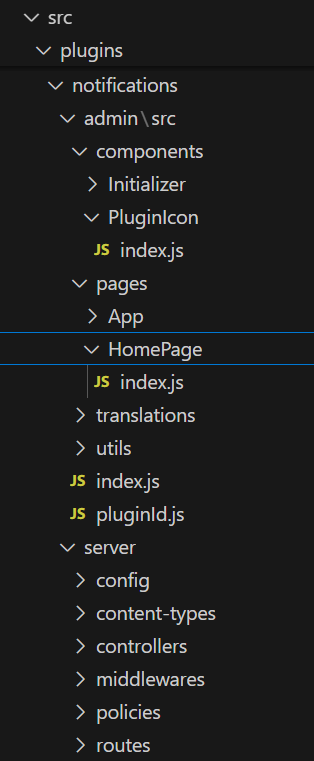 src
plugins
notifications
admin\src
components
Initializer
PluginIcon
JS index.js
pages
App
HomePage
JS index.js
translations
utils
JS index.js
JS pluginId.js
server
config
content-types
controllers
middlewares
policies
routes